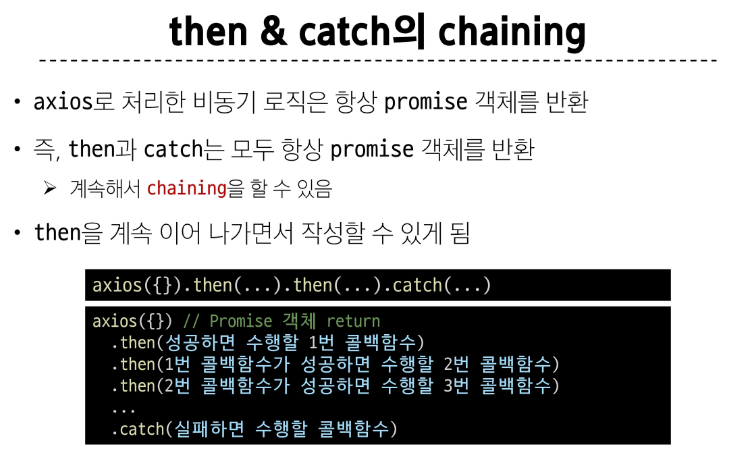 then & catch의 chaining
• axios로 처리한 비동기 로직은 항상 promise 객체를 반환
• 즉, then과 catch는 모두 항상 promise 객체를 반환
➢ 계속해서 chaining을 할 수 있음
• then을 계속 이어 나가면서 작성할 수 있게 됨
axios({}).then(...).then(...).catch(...)
axios({}) // Promise 객체 return
.then(성공하면 수행할 1번 콜백함수)
.then(1번 콜백함수가 성공하면 수행할 2번 콜백함수)
.then(2번 콜백함수가 성공하면 수행할 3번 콜백함수)
...
.catch(실패하면 수행할 콜백함수)